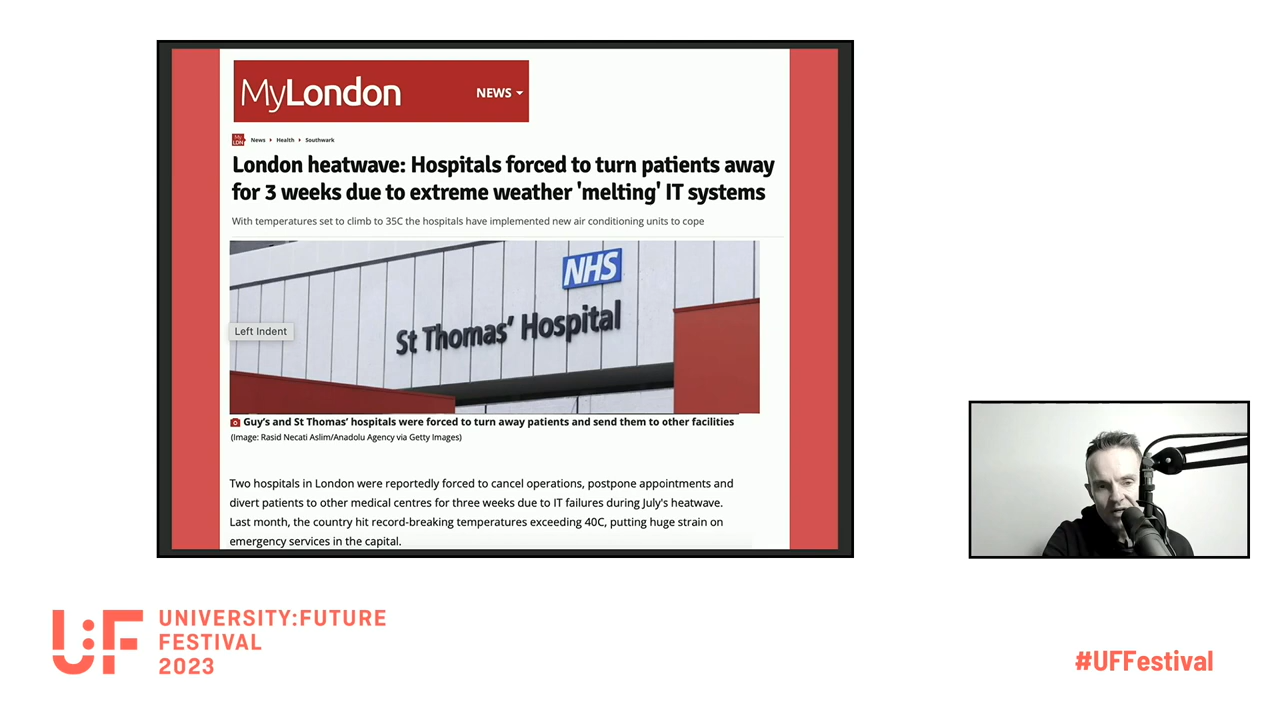 MyLondon
NEWS
News
Health
Southwark
London heatwave: Hospitals forced to turn patients away
for 3 weeks due to extreme weather 'melting' IT systems
With temperatures set to climb to 35C the hospitals have implemented new air conditioning units to cope
NHS
St Thomas' Hospital
Left Indent
Guy's and St Thomas' hospitals were forced to turn away patients and send them to other facilities
(Image: Rasid Necati Aslim/Anadolu Agency via Getty Images)
Two hospitals in London were reportedly forced to cancel operations, postpone appointments and
divert patients to other medical centres for three weeks due to IT failures during July's heatwave.
Last month, the country hit record-breaking temperatures exceeding 40C, putting huge strain on
emergency services in the capital.
U:F
UNIVERSITY:FUTURE
FESTIVAL
2023
#UFFestival